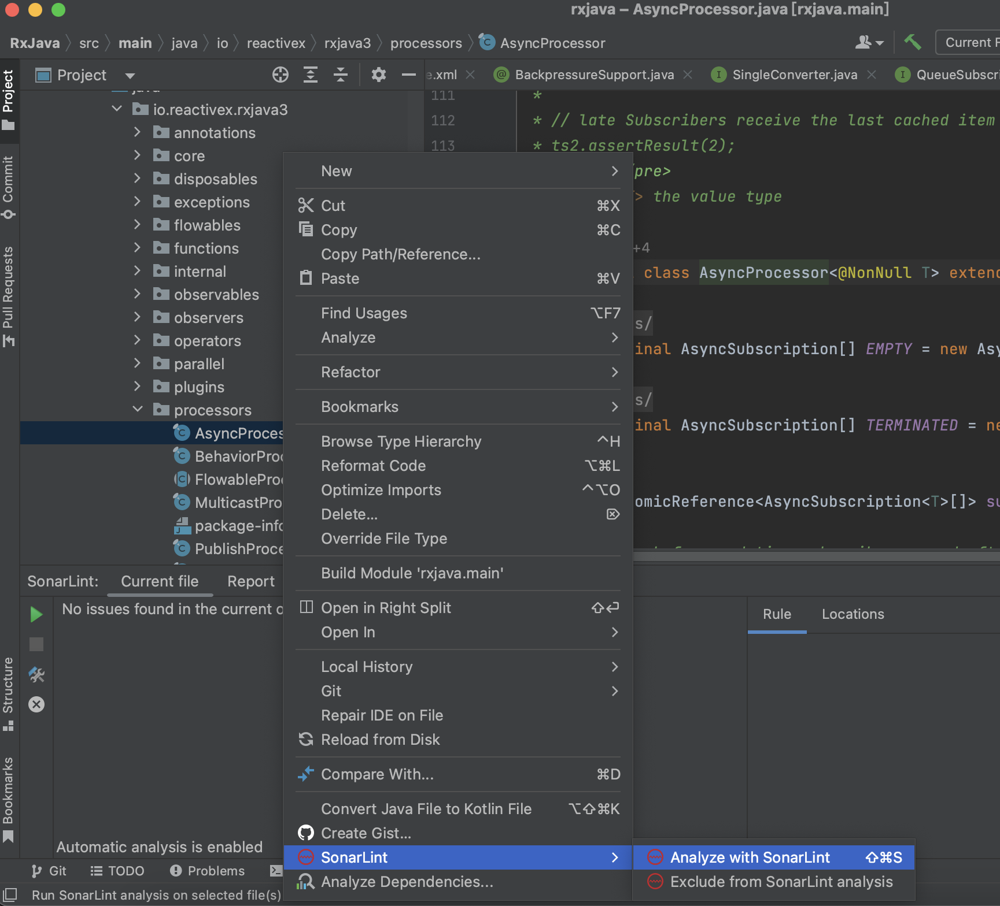 rxjava – AsyncProcessor.java [rxjava.main]
RxJava src main java io reactivex rxjava3 processors AsyncProcessor
Current F
Project
Project
e.xml BackpressureSupport.java SingleConverter.java QueueSubscri
java
io.reactivex.rxjava3
annotations
core
disposables
exceptions
flowables
functions
internal
observables
observers
operators
parallel
plugins
processors
AsyncProces
BehaviorProc
FlowableProc
MulticastPro
package-info
PublishProce
Commit
Pull Requests
Structure
Bookmarks
111 *
112 * // late Subscribers receive the last cached item
113 * ts2.assertResult(2);
pre>
> the value type
+4
class AsyncProcessor<@NonNull T> extend
s/
inal AsyncSubscription[] EMPTY = new Asy
s/
inal AsyncSubscription[] TERMINATED = ne
omicReference<AsyncSubscription<T>[]> su
New
Cut ⌘X
Copy ⌘C
Copy Path/Reference...
Paste ⌘V
Find Usages ⌥F7
Analyze
Refactor
Bookmarks
Browse Type Hierarchy ^H
Reformat Code ⌥⌘L
Optimize Imports ^⌥O
Delete... ⌦
Override File Type
Build Module 'rxjava.main'
Open in Right Split ⇧↩
Open In
Local History
Git
Repair IDE on File
Reload from Disk
Compare With... ⌘D
Convert Java File to Kotlin File ⌥⇧⌘K
Create Gist...
SonarLint
Analyze Dependencies...
Analyze with SonarLint ⇧⌘S
Exclude from SonarLint analysis
SonarLint: Current file Report
No issues found in the current o
Rule Locations
Automatic analysis is enabled
Git TODO Problems
Run SonarLint analysis on selected file(s)